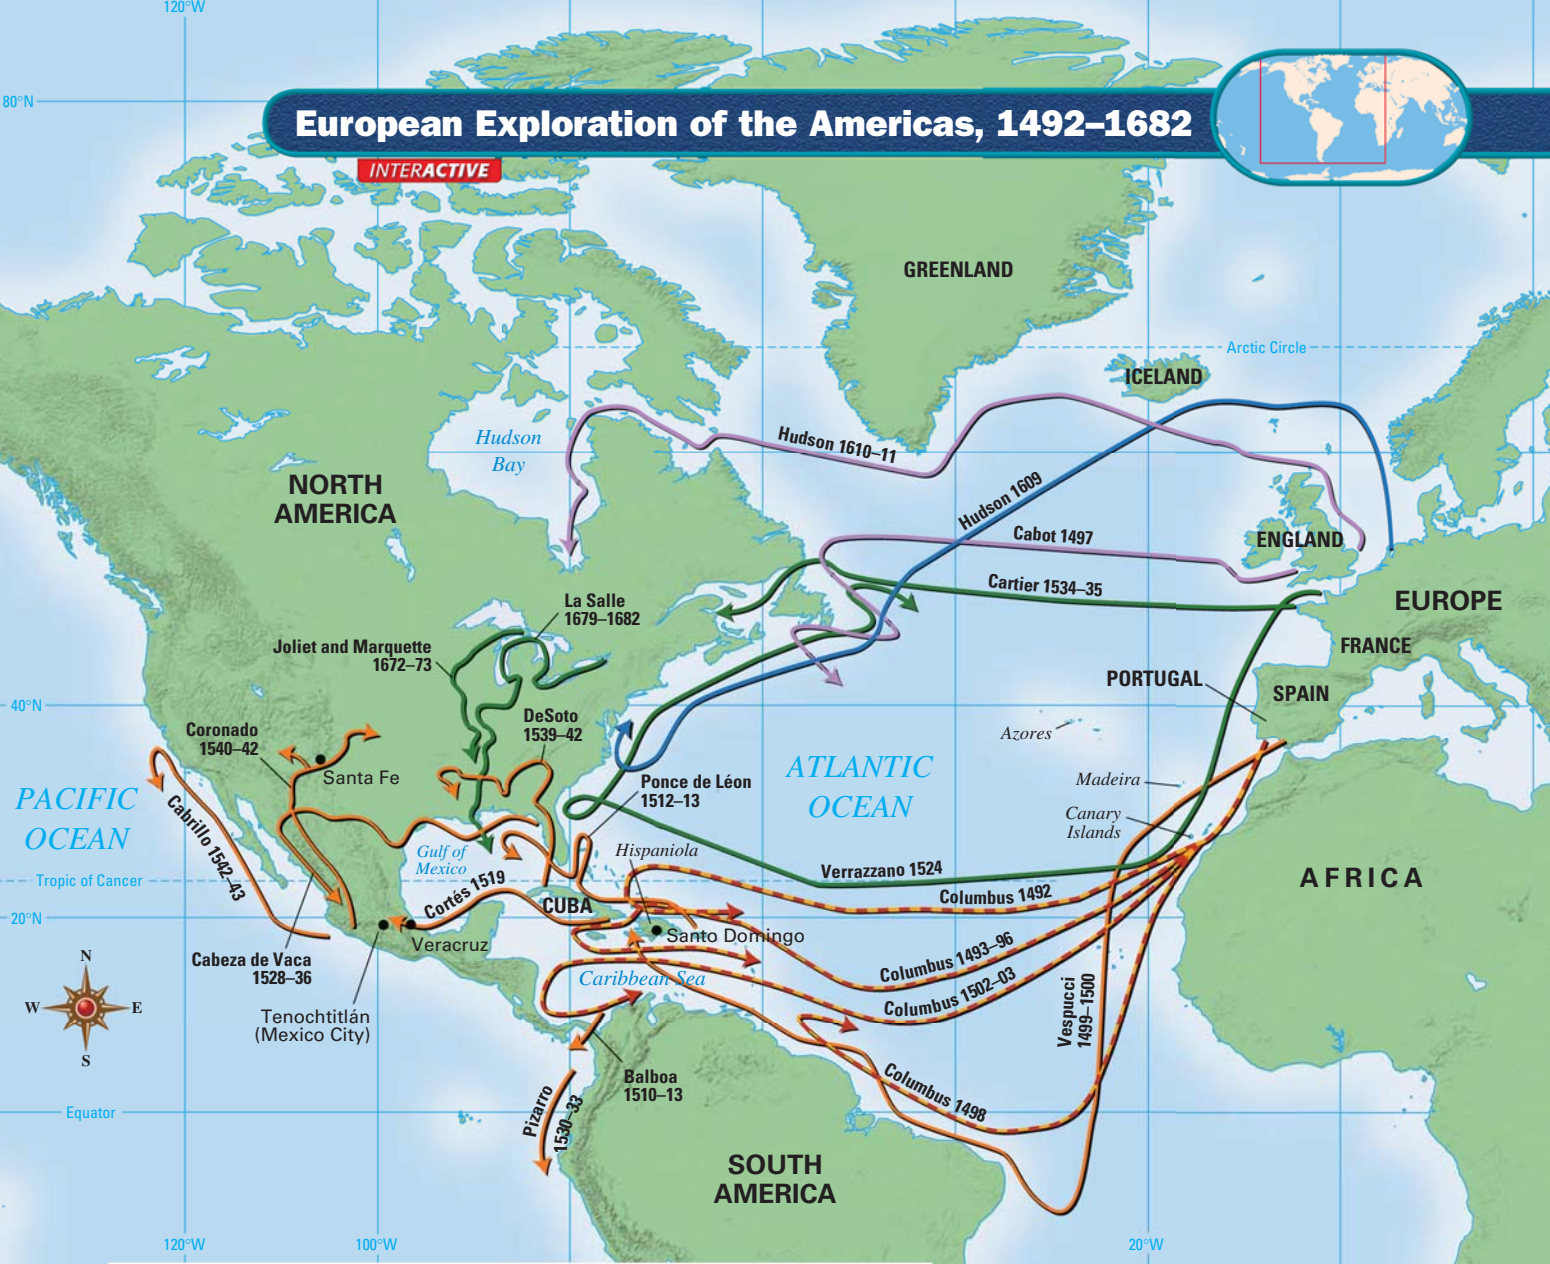 120°W
80°N
European Exploration of the Americas, 1492–1682
INTERACTIVE
GREENLAND
Arctic Circle
ICELAND
Hudson
Bay
Hudson 1610–11
NORTH
AMERICA
Hudson 1609
Cabot 1497
ENGLAND
Cartier 1534–35
EUROPE
La Salle
1679–1682
Joliet and Marquette
1672–73
FRANCE
PORTUGAL
SPAIN
40°N
Coronado
1540–42
DeSoto
1539–42
Azores
Santa Fe
PACIFIC
OCEAN
ATLANTIC
OCEAN
Ponce de Léon
1512–13
Madeira
Canary
Islands
Cabrillo 1542–43
Gulf of
Mexico
Hispaniola
Verrazzano 1524
AFRICA
Tropic of Cancer
Cortés 1519
Columbus 1492
CUBA
20°N
Veracruz
Santo Domingo
Columbus 1493–96
Cabeza de Vaca
1528–36
Caribbean Sea
Columbus 1502–03
N
W
E
S
Tenochtitlán
(Mexico City)
Vespucci
1499–1500
Balboa
1510–13
Columbus 1498
Equator
Pizarro
1530–33
SOUTH
AMERICA
120°W
100°W
20°W